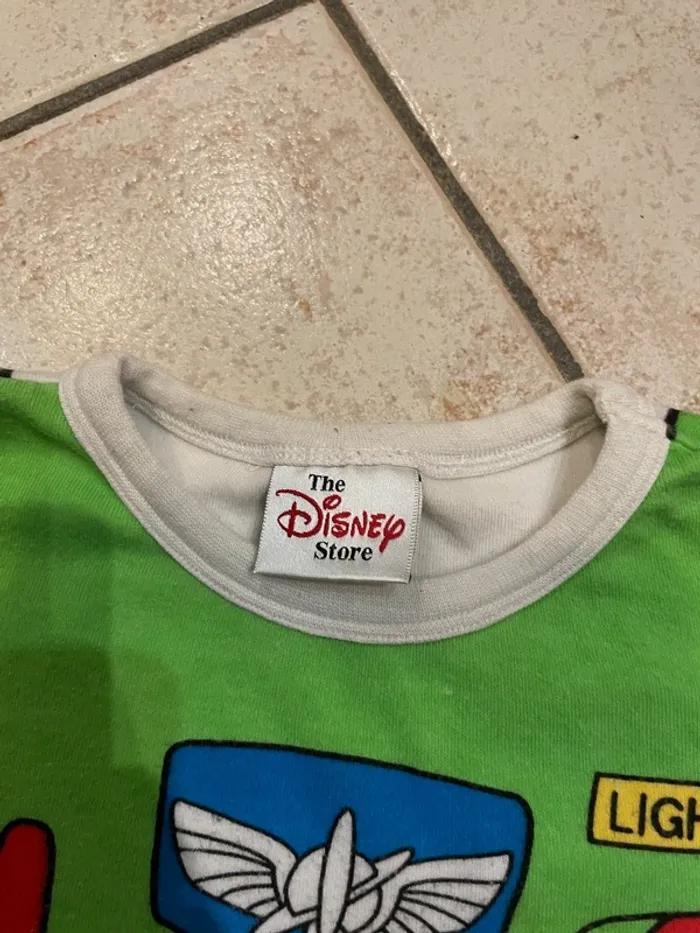 The
Disney
Store
LIGH